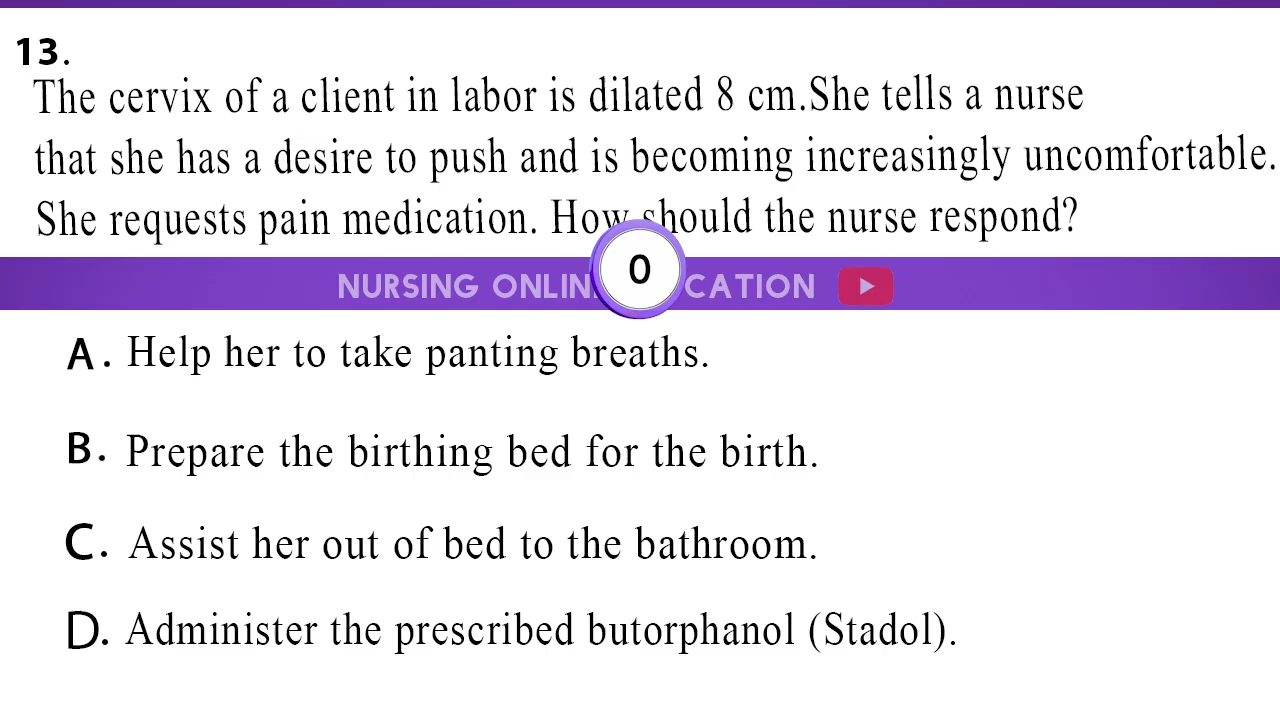 13.
The cervix of a client in labor is dilated 8 cm.She tells a nurse
that she has a desire to push and is becoming increasingly uncomfortable.
She requests pain medication. How should the nurse respond?
0
NURSING ONLIN CATION
A. Help her to take panting breaths.
B. Prepare the birthing bed for the birth.
C. Assist her out of bed to the bathroom.
D. Administer the prescribed butorphanol (Stadol).